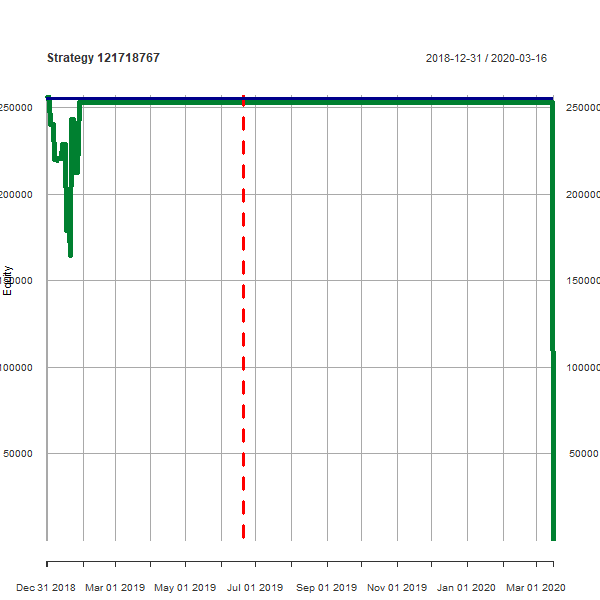 Strategy 121718767 2018-12-31 / 2020-03-16
250000 250000
200000 200000
150000 150000
Equity
100000 100000
50000 50000
Dec 31 2018 Mar 01 2019 May 01 2019 Jul 01 2019 Sep 01 2019 Nov 01 2019 Jan 01 2020 Mar 01 2020